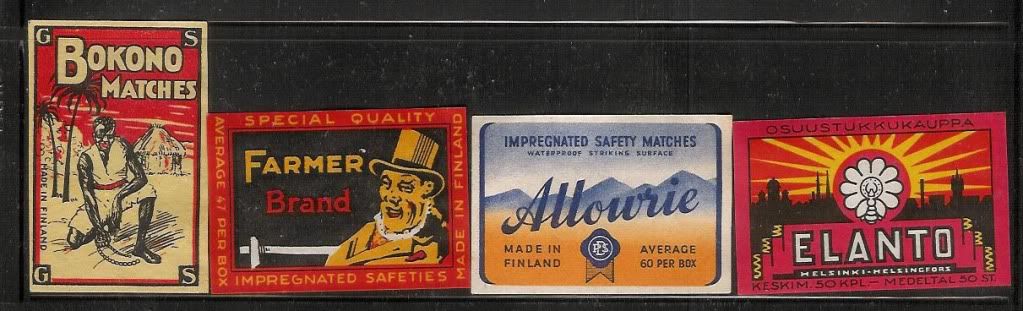 G S
BOKONO
MATCHES
MADE IN FINLAND
G S
SPECIAL QUALITY
AVERAGE 47 PER BOX
FARMER
Brand
MADE IN FINLAND
IMPREGNATED SAFETIES
IMPREGNATED SAFETY MATCHES
WATERPROOF STRIKING SURFACE
Allowrie
MADE IN
FINLAND
AVERAGE
60 PER BOX
OSUUSTUKKUKAUPPA
ELANTO
HELSINKI-HELSINGFORS
KESKIM. 50 KPL.— MEDELTAL 50 ST.